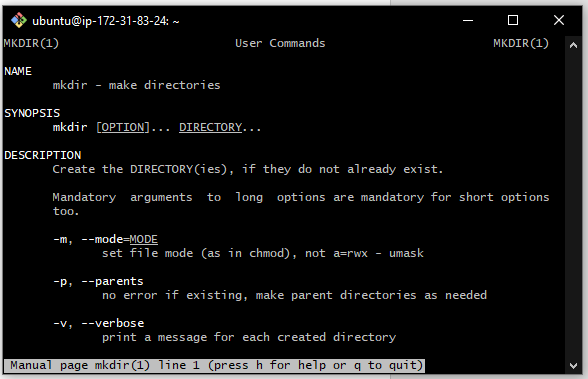 ubuntu@ip-172-31-83-24: ~
MKDIR(1) User Commands MKDIR(1)
NAME
mkdir - make directories
SYNOPSIS
mkdir [OPTION]... DIRECTORY...
DESCRIPTION
Create the DIRECTORY(ies), if they do not already exist.
Mandatory arguments to long options are mandatory for short options
too.
-m, --mode=MODE
set file mode (as in chmod), not a=rwx - umask
-p, --parents
no error if existing, make parent directories as needed
-v, --verbose
print a message for each created directory
Manual page mkdir(1) line 1 (press h for help or q to quit)